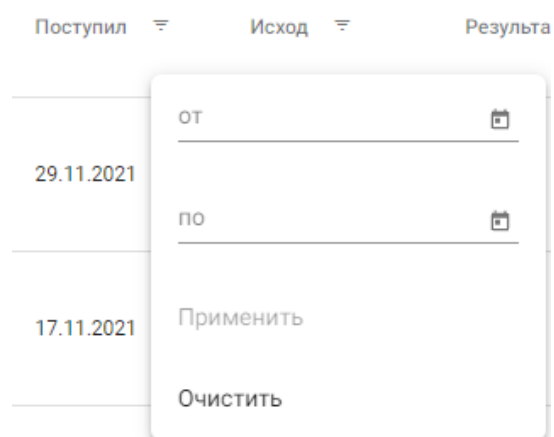 Поступил Исход Результа
от
29.11.2021
по
17.11.2021
Применить
Очистить